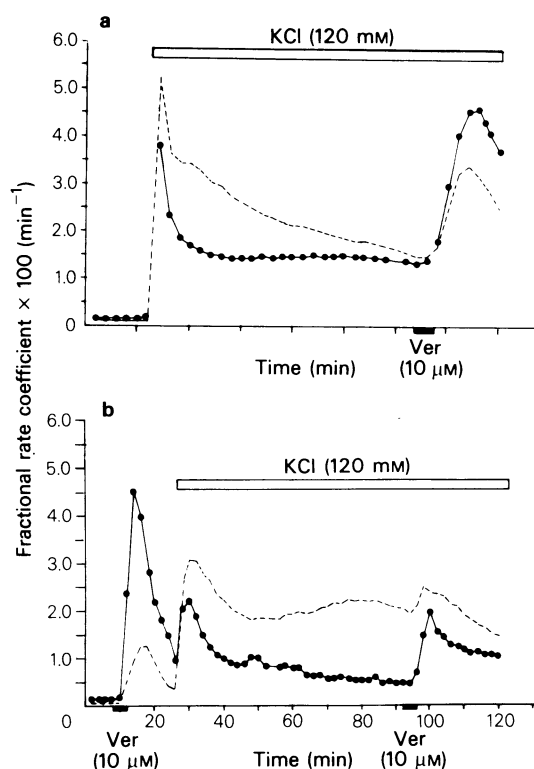 a
KCl (120 mM)
6.0
5.0
4.0
3.0
2.0
1.0
0
Ver
(10 µM)
Time (min)
Fractional rate coefficient × 100 (min⁻¹)
b
KCl (120 mM)
6.0
5.0
4.0
3.0
2.0
1.0
0 20 40 60 80 100 120
Ver
(10 µM)
Time (min)
Ver
(10 µM)